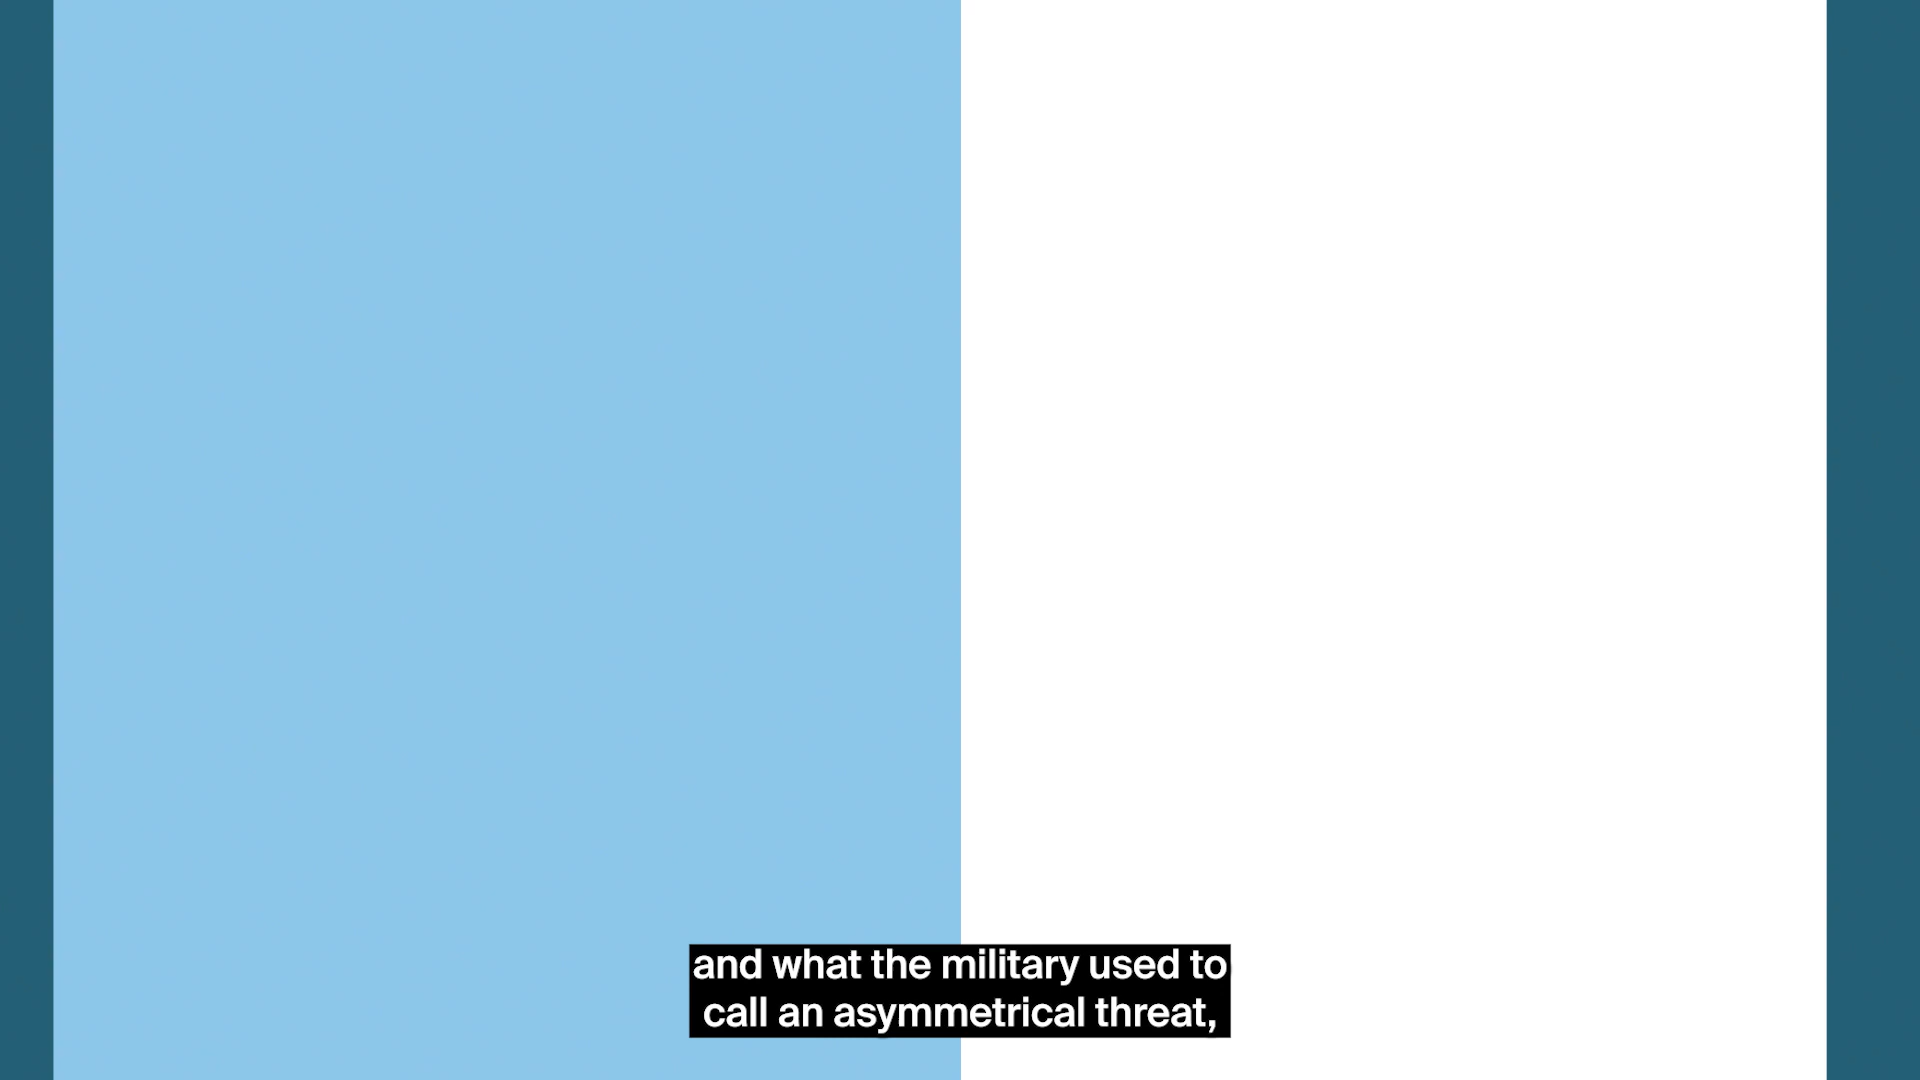 and what the military used to
call an asymmetrical threat,